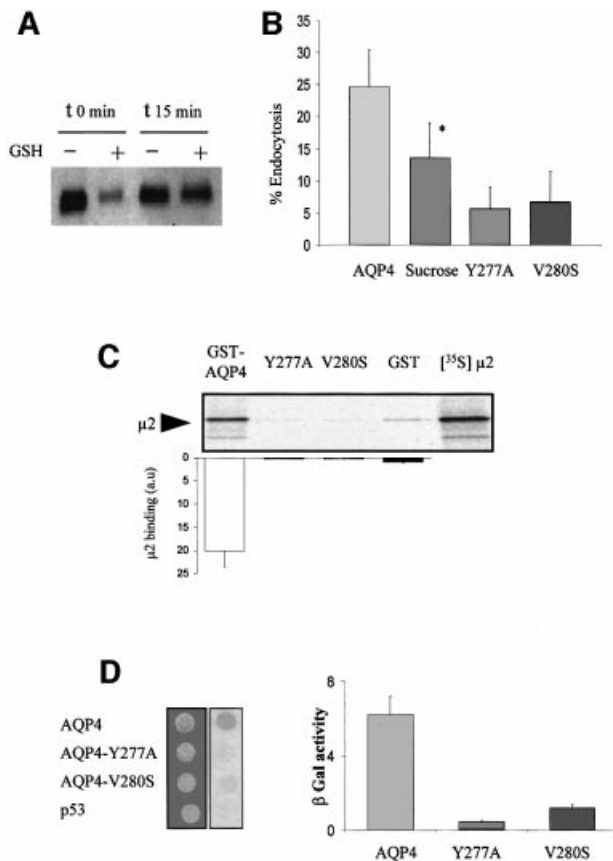 A
t 0 min t 15 min
GSH − + − +
B
% Endocytosis
35
30
25
20
15
10
5
0
*
AQP4 Sucrose Y277A V280S
C
GST-AQP4 Y277A V280S GST [³⁵S] μ2
μ2
μ2 binding (a.u)
0
5
10
15
20
25
D
AQP4
AQP4-Y277A
AQP4-V280S
p53
β Gal activity
8
4
0
AQP4 Y277A V280S